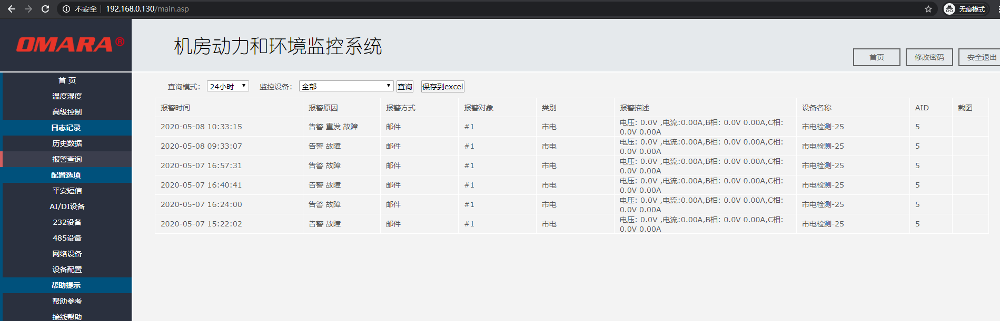 不安全 192.168.0.130/main.asp 无痕模式
OMARA®
机房动力和环境监控系统
首页 修改密码 安全退出
首 页
温度湿度
高级控制
日志记录
历史数据
报警查询
配置选项
平安短信
AI/DI设备
232设备
485设备
网络设备
设备配置
帮助提示
帮助参考
接线帮助
查询模式： 24小时 监控设备： 全部 查询 保存到excel
报警时间 报警原因 报警方式 报警对象 类别 报警描述 设备名称 AID 截图
2020-05-08 10:33:15 告警 重发 故障 邮件 #1 市电 电压: 0.0V ,电流:0.00A,B相: 0.0V 0.00A,C相: 市电检测-25 5
0.0V 0.00A
2020-05-08 09:33:07 告警 故障 邮件 #1 市电 电压: 0.0V ,电流:0.00A,B相: 0.0V 0.00A,C相: 市电检测-25 5
0.0V 0.00A
2020-05-07 16:57:31 告警 故障 邮件 #1 市电 电压: 0.0V ,电流:0.00A,B相: 0.0V 0.00A,C相: 市电检测-25 5
0.0V 0.00A
2020-05-07 16:40:41 告警 故障 邮件 #1 市电 电压: 0.0V ,电流:0.00A,B相: 0.0V 0.00A,C相: 市电检测-25 5
0.0V 0.00A
2020-05-07 16:24:00 告警 故障 邮件 #1 市电 电压: 0.0V ,电流:0.00A,B相: 0.0V 0.00A,C相: 市电检测-25 5
0.0V 0.00A
2020-05-07 15:22:02 告警 故障 邮件 #1 市电 电压: 0.0V ,电流:0.00A,B相: 0.0V 0.00A,C相: 市电检测-25 5
0.0V 0.00A